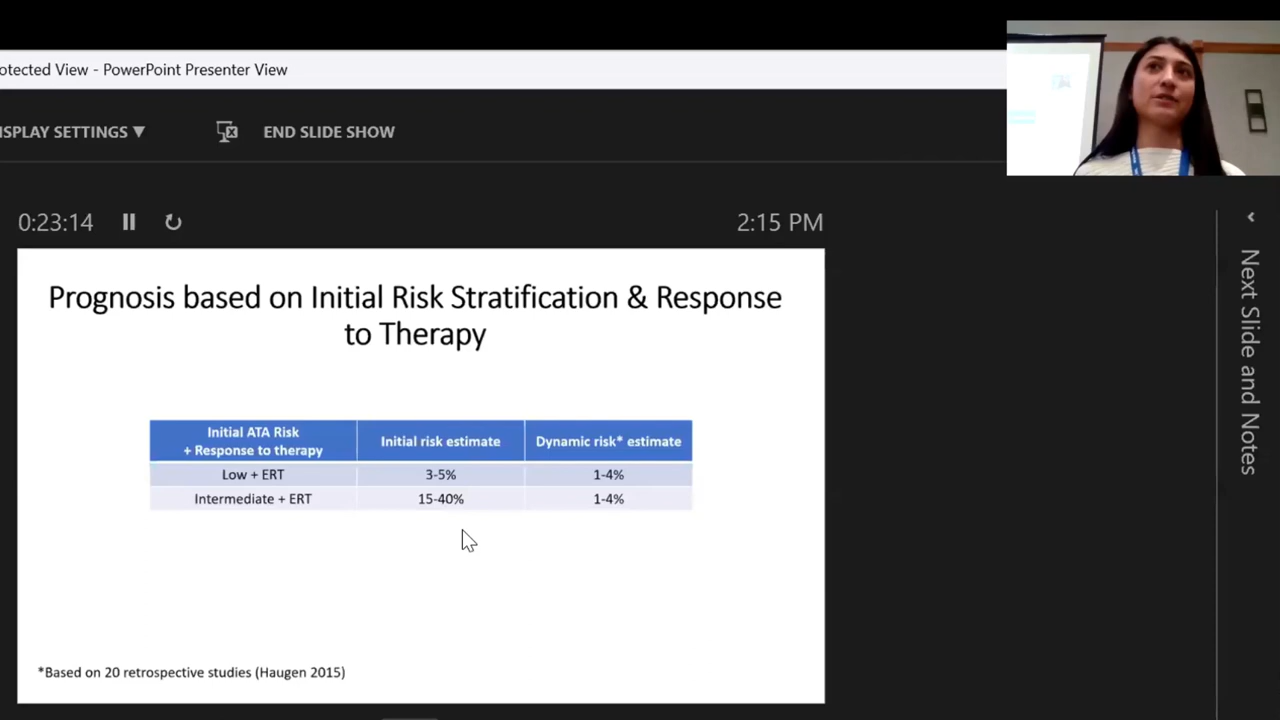 otected View - PowerPoint Presenter View
ISPLAY SETTINGS ▼
END SLIDE SHOW
0:23:14
2:15 PM
Prognosis based on Initial Risk Stratification & Response
to Therapy
Initial ATA Risk
+ Response to therapy
Initial risk estimate
Dynamic risk* estimate
Low + ERT
3-5%
1-4%
Intermediate + ERT
15-40%
1-4%
*Based on 20 retrospective studies (Haugen 2015)
Next Slide and Notes